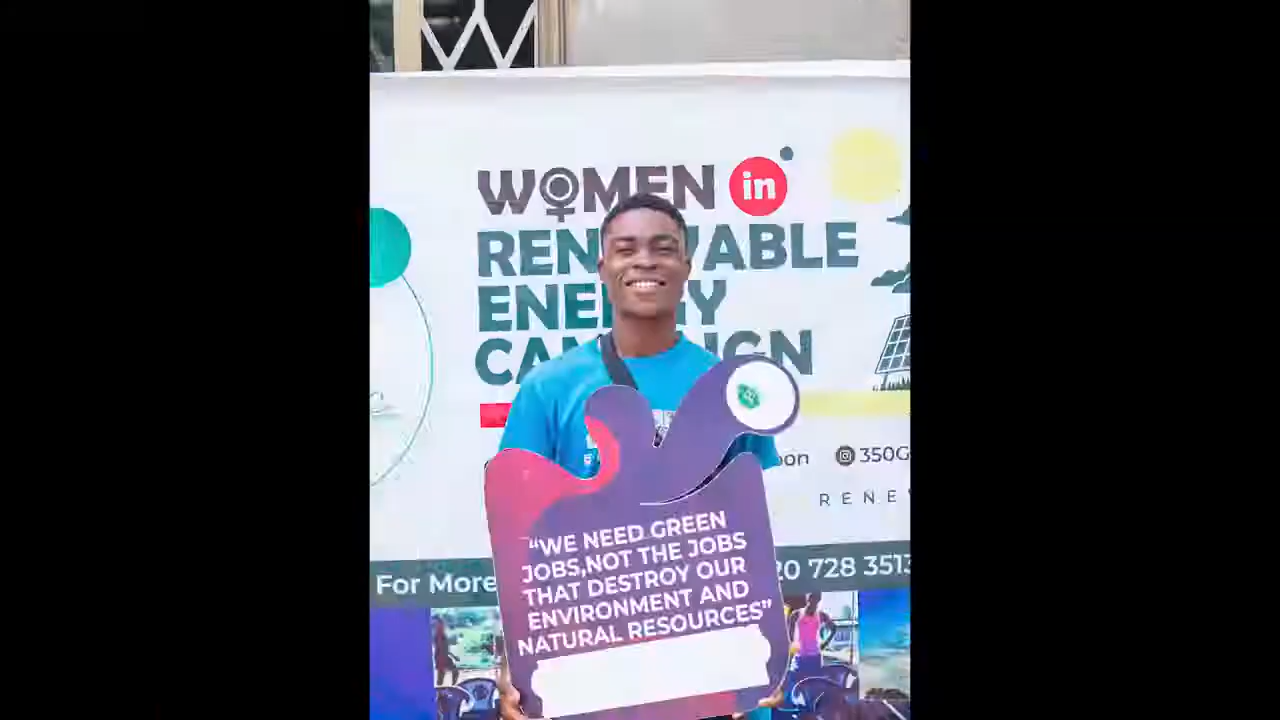 WOMEN in
RENEWABLE
ENERGY
CAMPAIGN
350G
RENE
For More
20 728 3513
“WE NEED GREEN
JOBS,NOT THE JOBS
THAT DESTROY OUR
ENVIRONMENT AND
NATURAL RESOURCES”